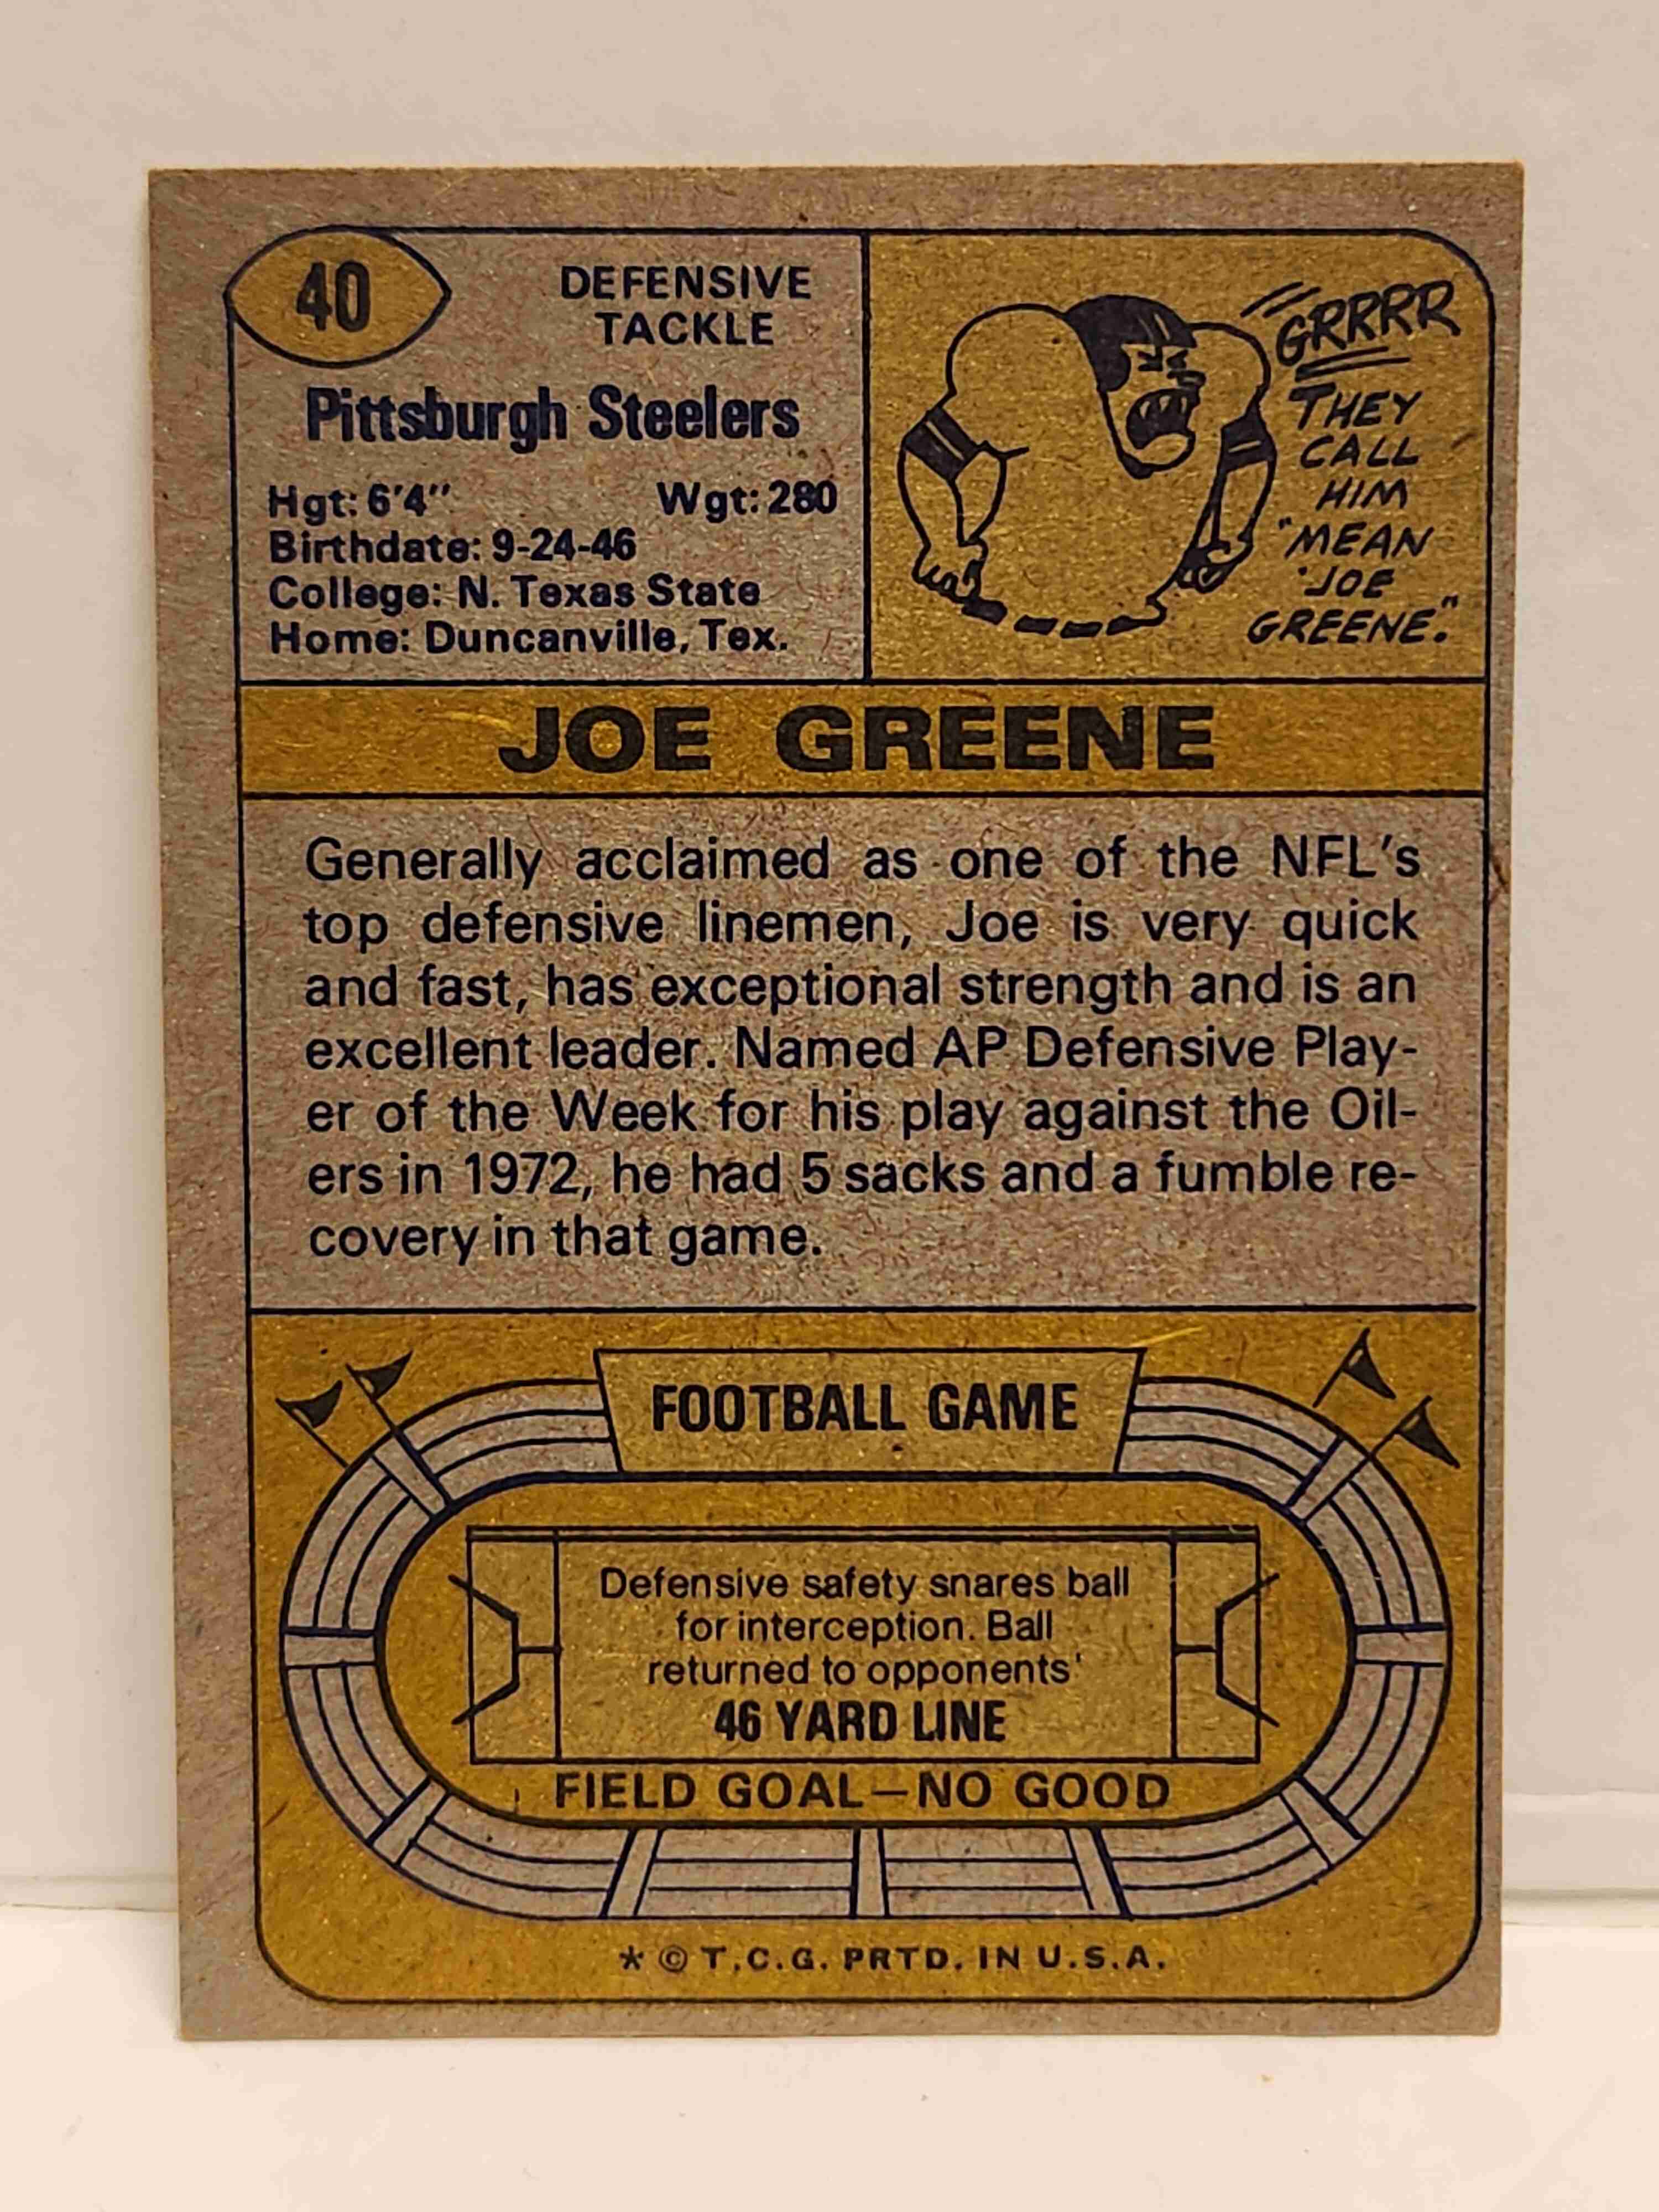 40
DEFENSIVE
TACKLE
Pittsburgh Steelers
Hgt: 6'4" Wgt: 280
Birthdate: 9-24-46
College: N. Texas State
Home: Duncanville, Tex.
GRRRR
THEY
CALL
HIM
"MEAN
JOE
GREENE."
JOE GREENE
Generally acclaimed as one of the NFL's
top defensive linemen, Joe is very quick
and fast, has exceptional strength and is an
excellent leader. Named AP Defensive Play-
er of the Week for his play against the Oil-
ers in 1972, he had 5 sacks and a fumble re-
covery in that game.
FOOTBALL GAME
Defensive safety snares ball
for interception. Ball
returned to opponents'
46 YARD LINE
FIELD GOAL—NO GOOD
* © T.C.G. PRTD. IN U.S.A.